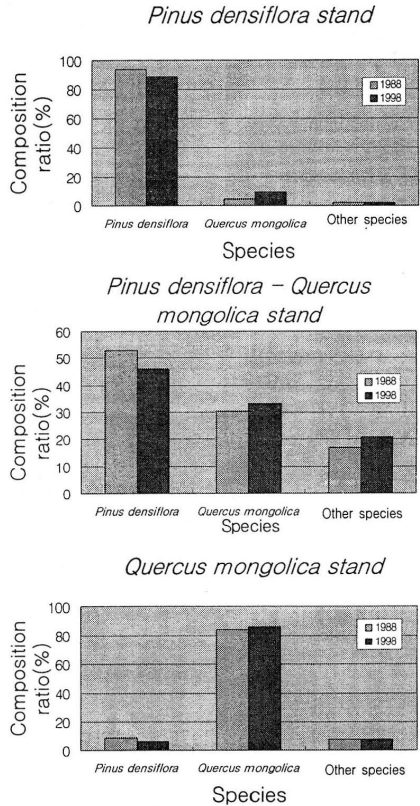 Pinus densiflora stand
Composition
ratio(%)
100
80
60
40
20
0
1988
1998
Pinus densiflora
Quercus mongolica
Other species
Species
Pinus densiflora – Quercus
mongolica stand
Composition
ratio(%)
60
50
40
30
20
10
0
1988
1998
Pinus densiflora
Quercus mongolica
Other species
Species
Quercus mongolica stand
Composition
ratio(%)
100
80
60
40
20
0
1988
1998
Pinus densiflora
Quercus mongolica
Other species
Species